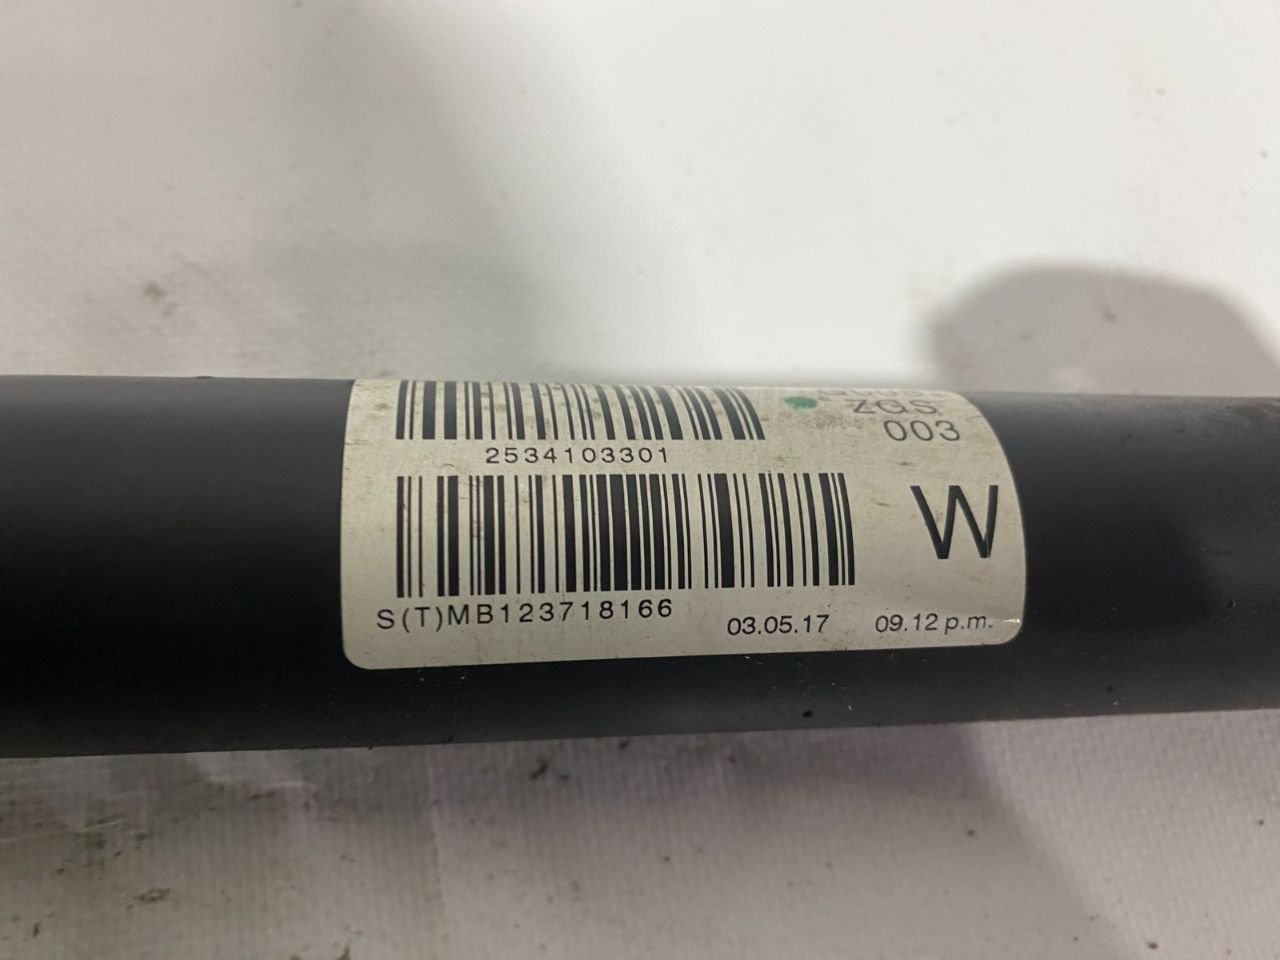 ZGS
003
2534103301
W
S(T)MB123718166
03.05.17 09.12 p.m.